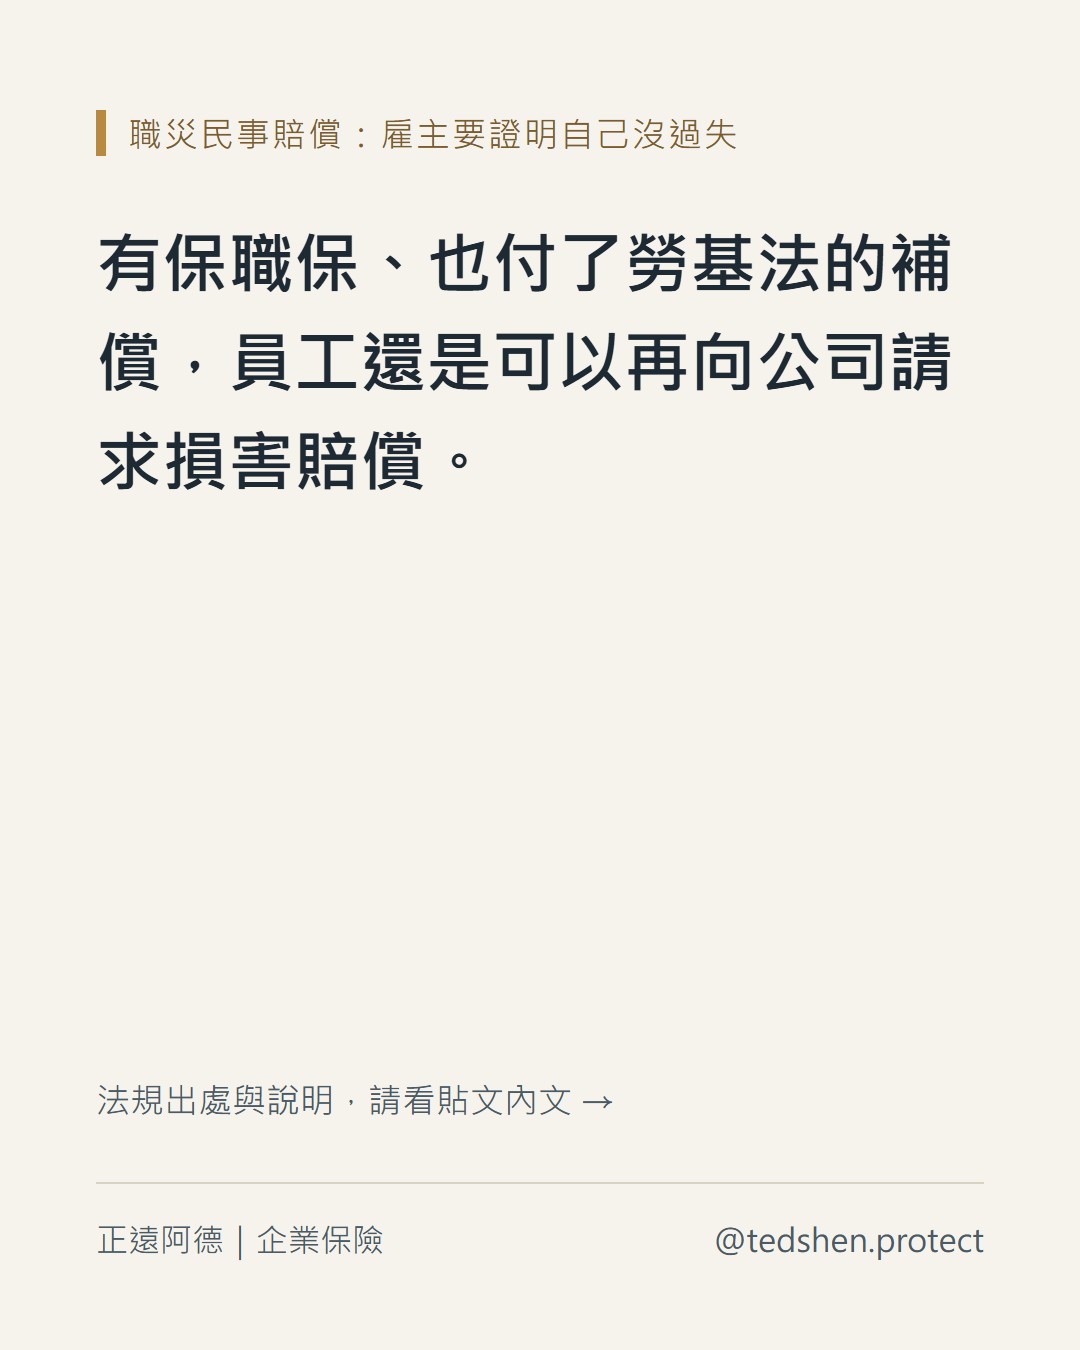 職災民事賠償：雇主要證明自己沒過失
有保職保、也付了勞基法的補
償，員工還是可以再向公司請
求損害賠償。
法規出處與說明，請看貼文內文 →
正遠阿德｜企業保險
@tedshen.protect